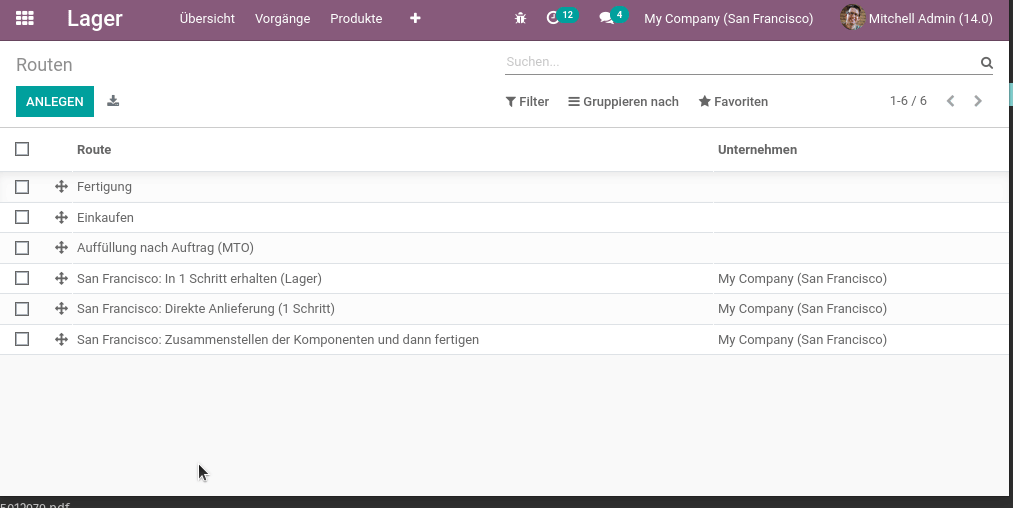 Lager Übersicht Vorgänge Produkte 12 4 My Company (San Francisco) Mitchell Admin (14.0)
Routen Suchen...
ANLEGEN Filter Gruppieren nach Favoriten 1-6 / 6
Route Unternehmen
Fertigung
Einkaufen
Auffüllung nach Auftrag (MTO)
San Francisco: In 1 Schritt erhalten (Lager) My Company (San Francisco)
San Francisco: Direkte Anlieferung (1 Schritt) My Company (San Francisco)
San Francisco: Zusammenstellen der Komponenten und dann fertigen My Company (San Francisco)